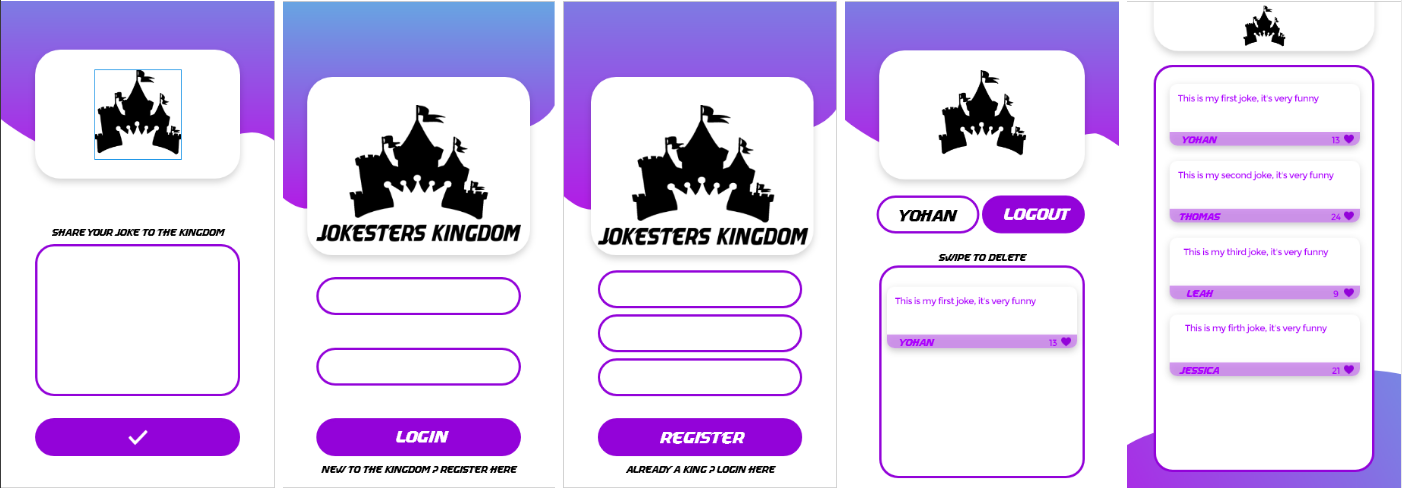 SHARE YOUR JOKE TO THE KINGDOM
JOKESTERS KINGDOM
LOGIN
NEW TO THE KINGDOM ? REGISTER HERE
JOKESTERS KINGDOM
REGISTER
ALREADY A KING ? LOGIN HERE
YOHAN
LOGOUT
SWIPE TO DELETE
This is my first joke, it's very funny
YOHAN 13
This is my first joke, it's very funny
YOHAN 13
This is my second joke, it's very funny
THOMAS 24
This is my third joke, it's very funny
LEAH 9
This is my firth joke, it's very funny
JESSICA 21